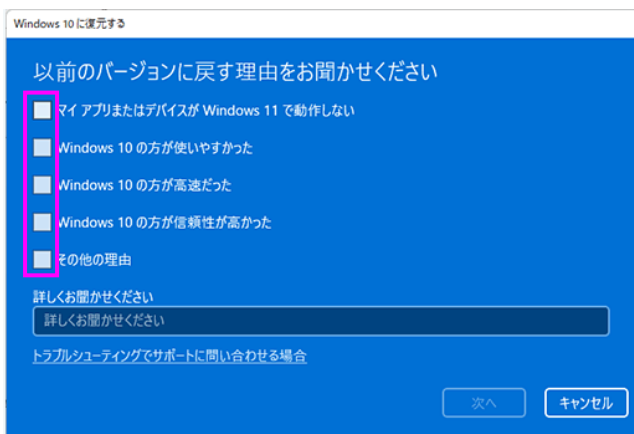 Windows 10 に復元する
以前のバージョンに戻す理由をお聞かせください
マイ アプリまたはデバイスが Windows 11 で動作しない
Windows 10 の方が使いやすかった
Windows 10 の方が高速だった
Windows 10 の方が信頼性が高かった
その他の理由
詳しくお聞かせください
詳しくお聞かせください
トラブルシューティングでサポートに問い合わせる場合
次へ
キャンセル